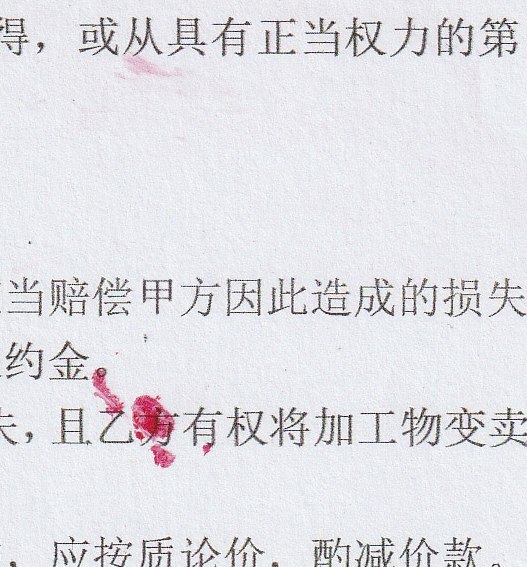 得，或从具有正当权力的第
当赔偿甲方因此造成的损失
约金。
失，且乙方有权将加工物变卖
，应按质论价，酌减价款。